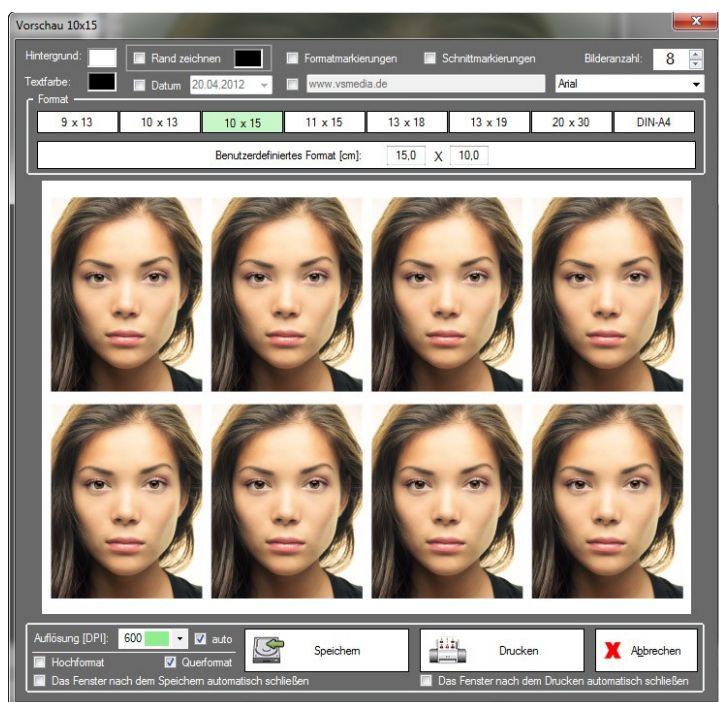 Vorschau 10x15
Hintergrund: Rand zeichnen Formatmarkierungen Schnittmarkierungen Bilderanzahl: 8
Textfarbe: Datum 20.04.2012 www.vsmedia.de Arial
Format
9 x 13 10 x 13 10 x 15 11 x 15 13 x 18 13 x 19 20 x 30 DIN-A4
Benutzerdefiniertes Format [cm]: 15,0 X 10,0
Auflösung [DPI]: 600 auto Speichern Drucken X Abbrechen
Hochformat Querformat
Das Fenster nach dem Speichern automatisch schließen Das Fenster nach dem Drucken automatisch schließen